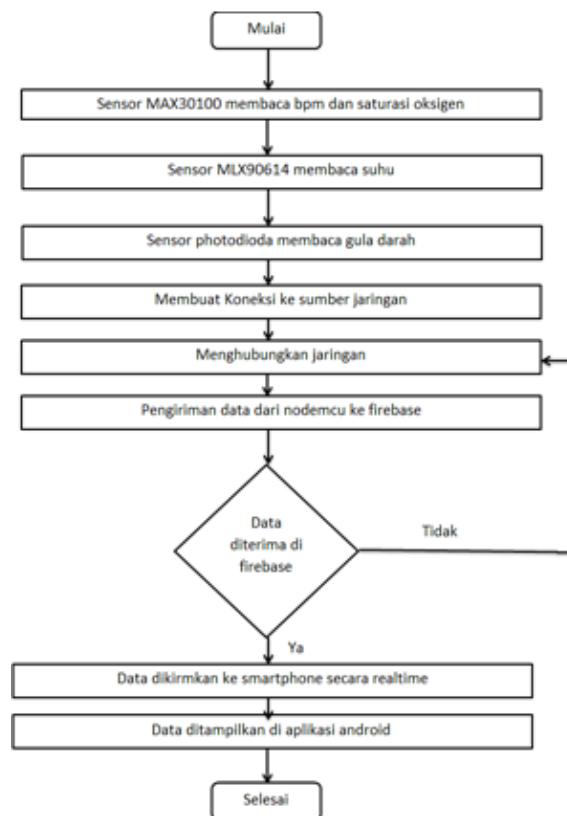 Mulai
Sensor MAX30100 membaca bpm dan saturasi oksigen
Sensor MLX90614 membaca suhu
Sensor photodioda membaca gula darah
Membuat Koneksi ke sumber jaringan
Menghubungkan jaringan
Pengiriman data dari nodemcu ke firebase
Data
diterima di
firebase
Tidak
Ya
Data dikirmkan ke smartphone secara realtime
Data ditampilkan di aplikasi android
Selesai